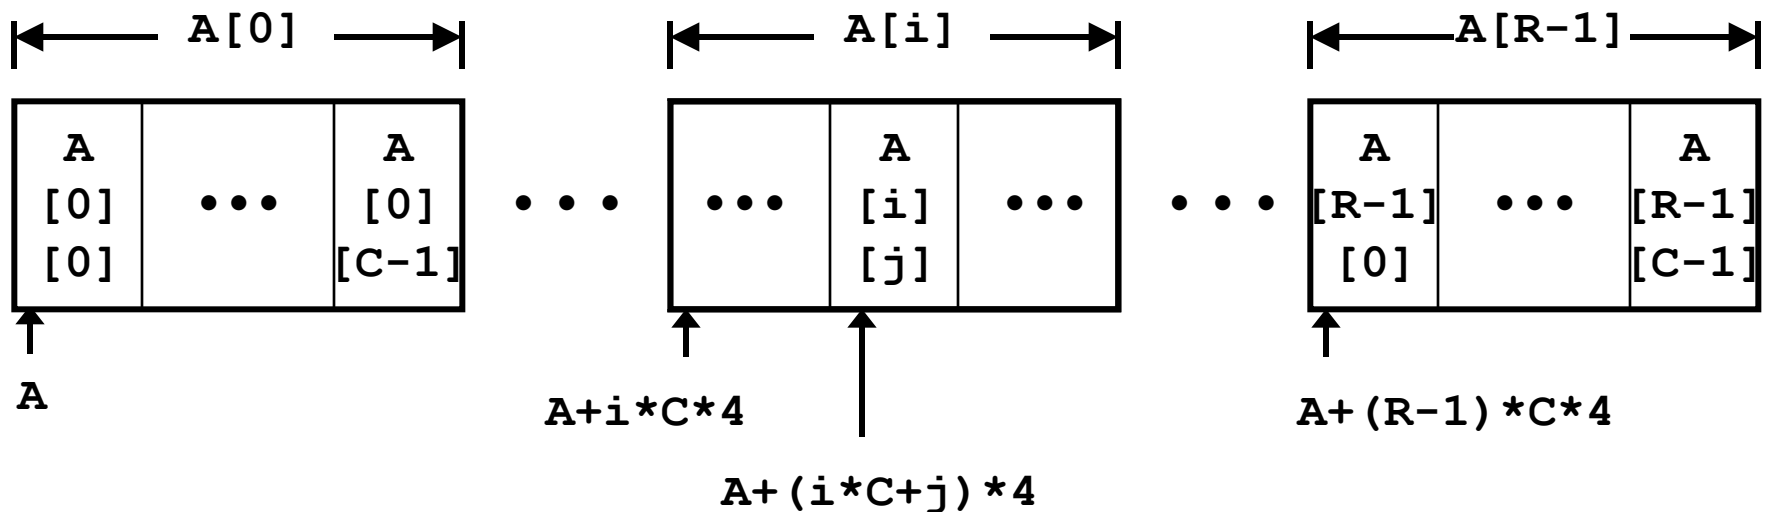 A[0] A[i] A[R-1]
A A A A A
[0] ••• [0] • • • ••• [i] ••• • • • [R-1] ••• [R-1]
[0] [C-1] [j] [0] [C-1]
A A+i*C*4 A+(R-1)*C*4
A+(i*C+j)*4